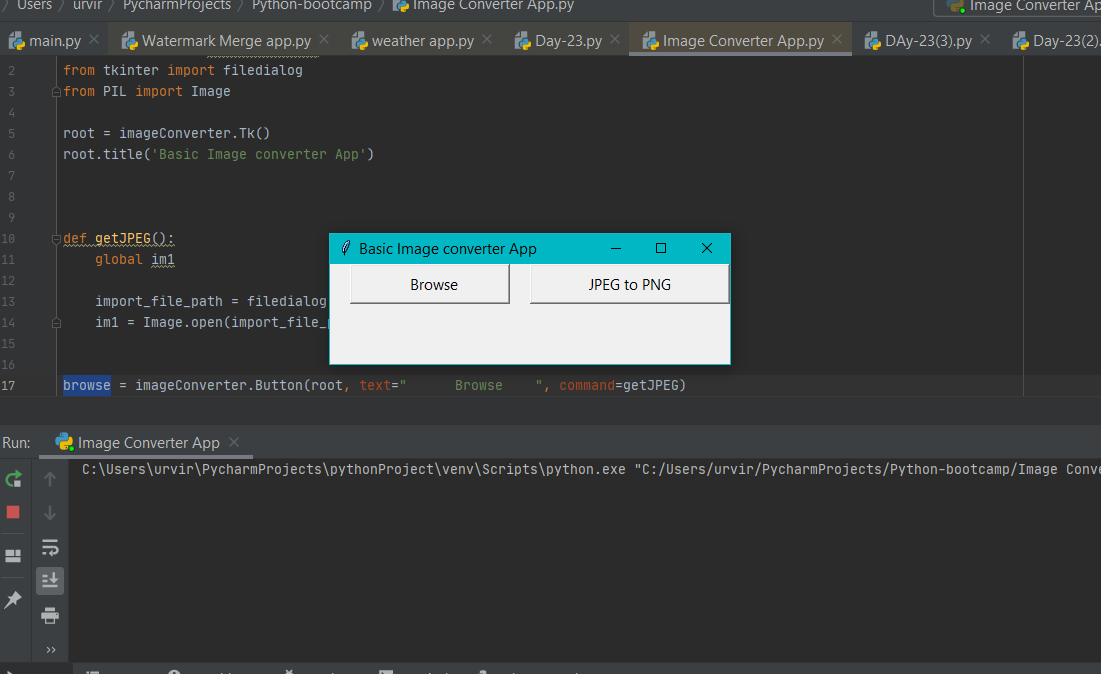 Users urvir PycharmProjects Python-bootcamp Image Converter App.py
Image Converter
main.py Watermark Merge app.py weather app.py Day-23.py Image Converter App.py DAy-23(3).py Day-23(2).
2 from tkinter import filedialog
3 from PIL import Image
4
5 root = imageConverter.Tk()
6 root.title('Basic Image converter App')
7
8
9
10 def getJPEG():
11 global im1
12
13 import_file_path = filedialog
14 im1 = Image.open(import_file_
15
16
17 browse = imageConverter.Button(root, text="      Browse    ", command=getJPEG)
Basic Image converter App
Browse JPEG to PNG
Run: Image Converter App
C:\Users\urvir\PycharmProjects\pythonProject\venv\Scripts\python.exe "C:/Users/urvir/PycharmProjects/Python-bootcamp/Image